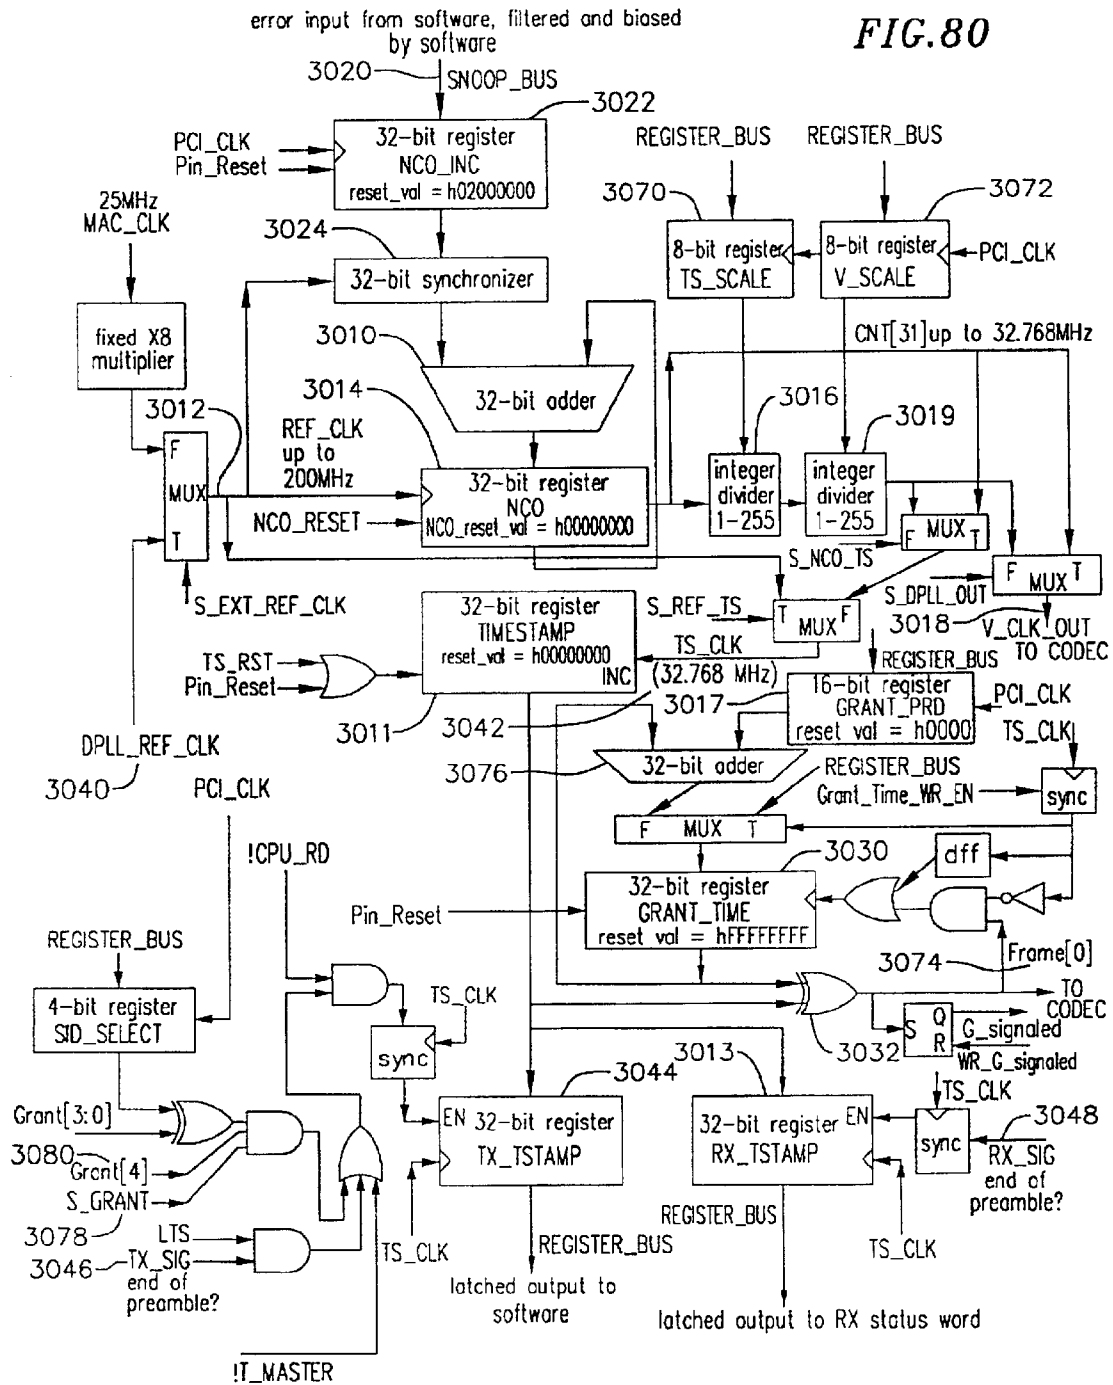 error input from software, filtered and biased
by software
FIG.80
3020
SNOOP_BUS
3022
PCI_CLK
Pin_Reset
32-bit register
NCO_INC
reset_val = h02000000
REGISTER_BUS
REGISTER_BUS
3070
3072
25MHz
MAC_CLK
3024
8-bit register
TS_SCALE
8-bit register
V_SCALE
PCI_CLK
32-bit synchronizer
fixed X8
multiplier
3010
CNT[31]up to 32.768MHz
32-bit adder
3014
3016
3012
3019
REF_CLK
up to
200MHz
F
MUX
T
32-bit register
NCO
NCO_reset_val = h00000000
integer
divider
1-255
integer
divider
1-255
NCO_RESET
F MUX T
S_NCO_TS
F MUX T
S_DPLL_OUT
S_EXT_REF_CLK
32-bit register
TIMESTAMP
reset_val = h00000000
INC
S_REF_TS
T MUX F
3018
V_CLK_OUT
TO CODEC
TS_CLK
(32.768 MHz)
TS_RST
Pin_Reset
REGISTER_BUS
3011
3042
3017
16-bit register
GRANT_PRD
reset val = h0000
PCI_CLK
TS_CLK
DPLL_REF_CLK
3040
3076
32-bit adder
PCI_CLK
REGISTER_BUS
Grant_Time_WR_EN
sync
F MUX T
!CPU_RD
3030
dff
32-bit register
GRANT_TIME
reset val = hFFFFFFFF
Pin_Reset
REGISTER_BUS
3074
Frame[0]
4-bit register
SID_SELECT
TS_CLK
TO
CODEC
sync
3032
S Q
R
G_signaled
WR_G_signaled
3044
3013
TS_CLK
Grant[3:0]
EN
32-bit register
TX_TSTAMP
32-bit register
RX_TSTAMP
EN
sync
3048
RX_SIG
end of
preamble?
3080
Grant[4]
S_GRANT
3078
LTS
3046
TX_SIG
end of
preamble?
TS_CLK
REGISTER_BUS
REGISTER_BUS
TS_CLK
latched output to
software
latched output to RX status word
!T_MASTER